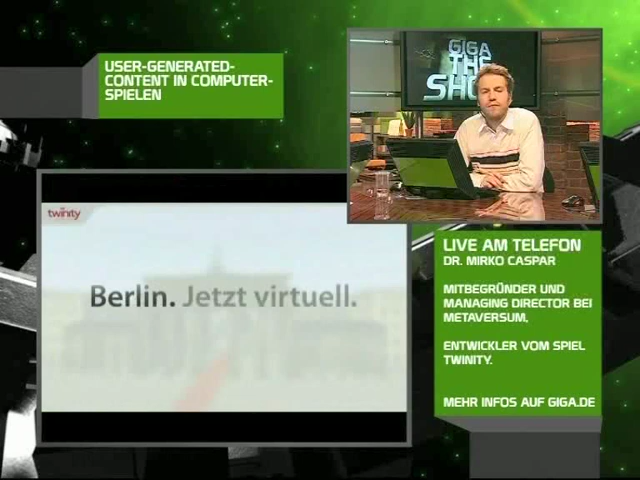 USER-GENERATED-
CONTENT IN COMPUTER-
SPIELEN
GIGA
THE
SHOW
twinity
Berlin. Jetzt virtuell.
LIVE AM TELEFON
DR. MIRKO CASPAR
MITBEGRÜNDER UND
MANAGING DIRECTOR BEI
METAVERSUM,
ENTWICKLER VOM SPIEL
TWINITY.
MEHR INFOS AUF GIGA.DE